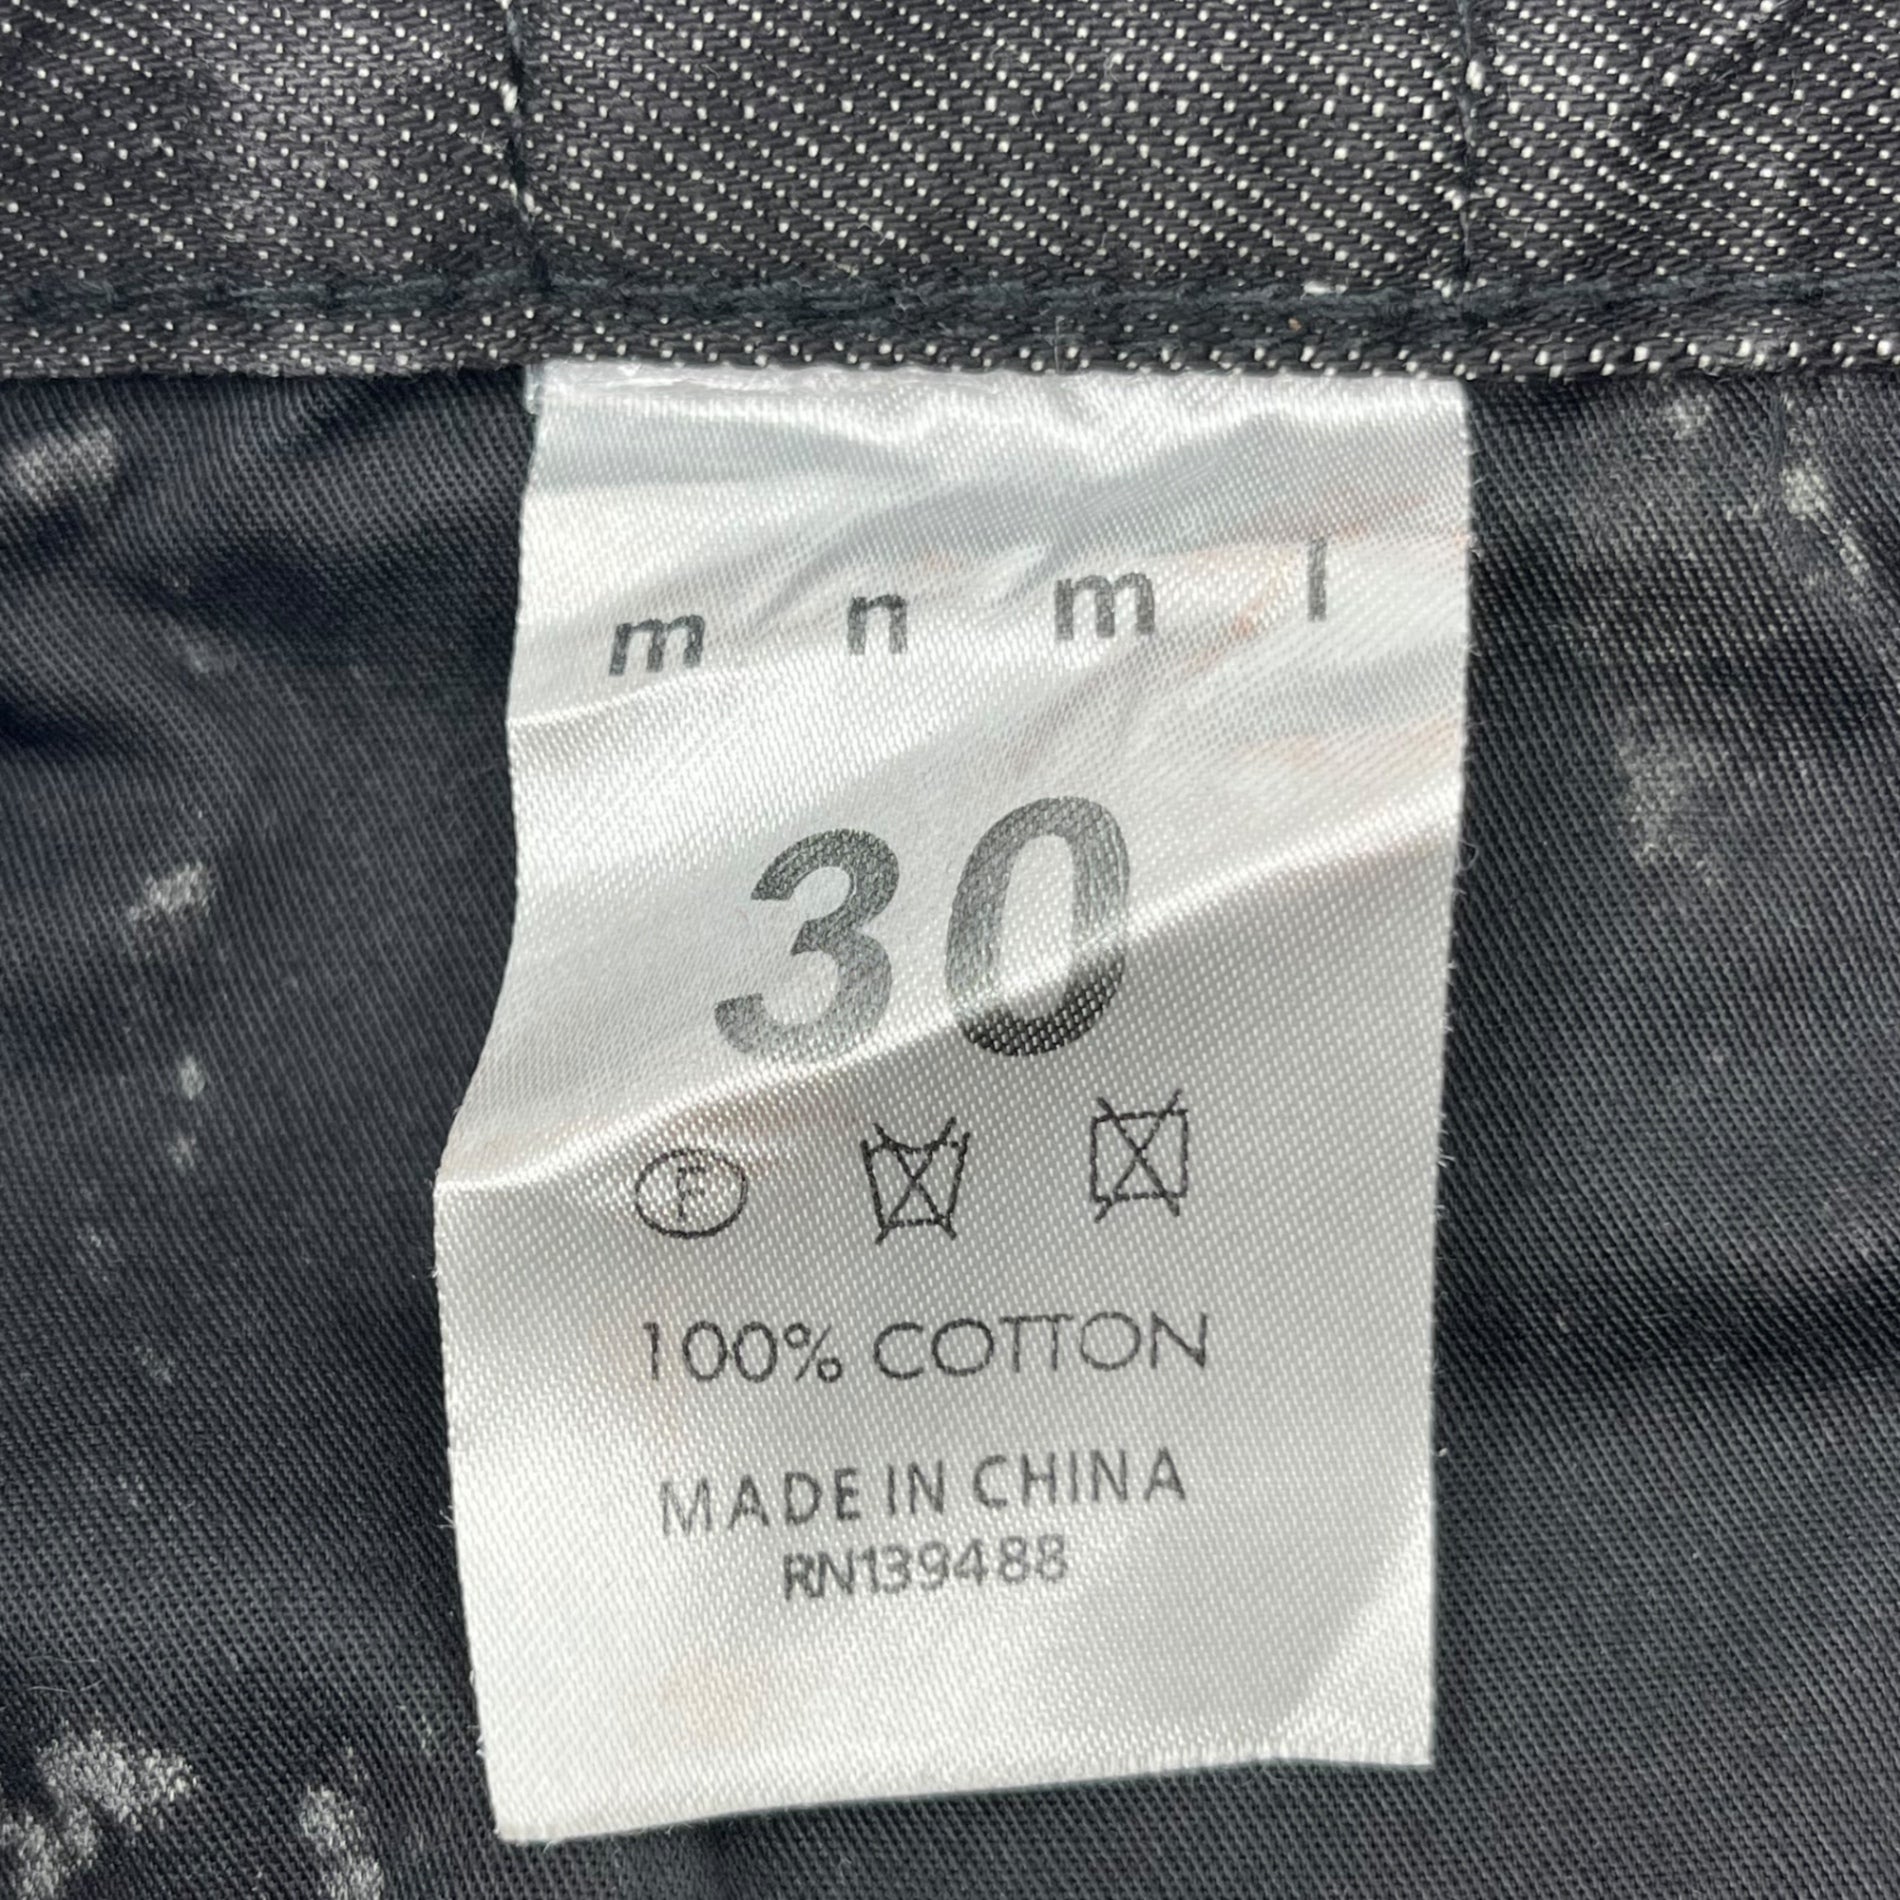 m n m l
30
F
100% COTTON
MADE IN CHINA
RN139488